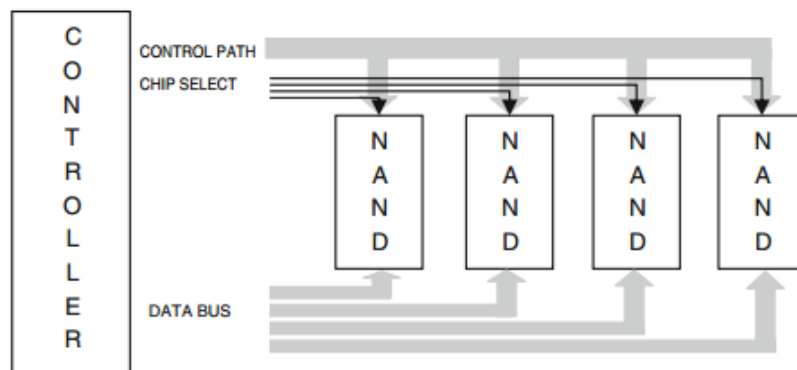 CONTROLLER
CONTROL PATH
CHIP SELECT
NAND
NAND
NAND
NAND
DATA BUS